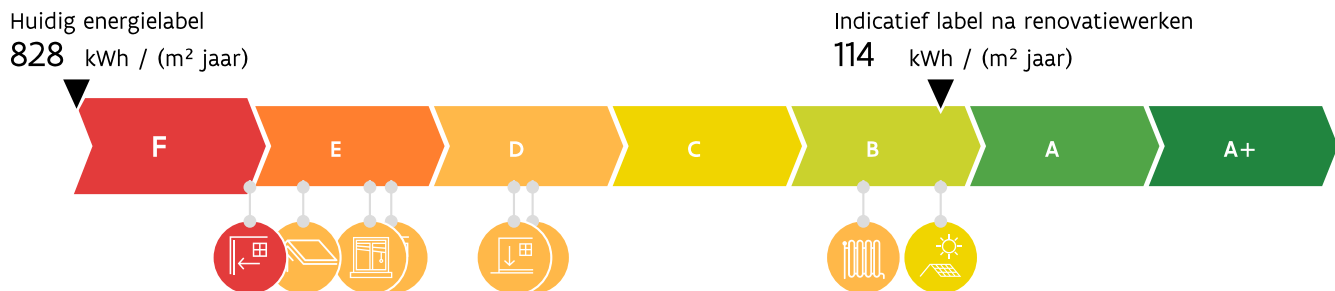 Huidig energielabel
828 kWh / (m² jaar)
Indicatief label na renovatiewerken
114 kWh / (m² jaar)
F E D C B A A+